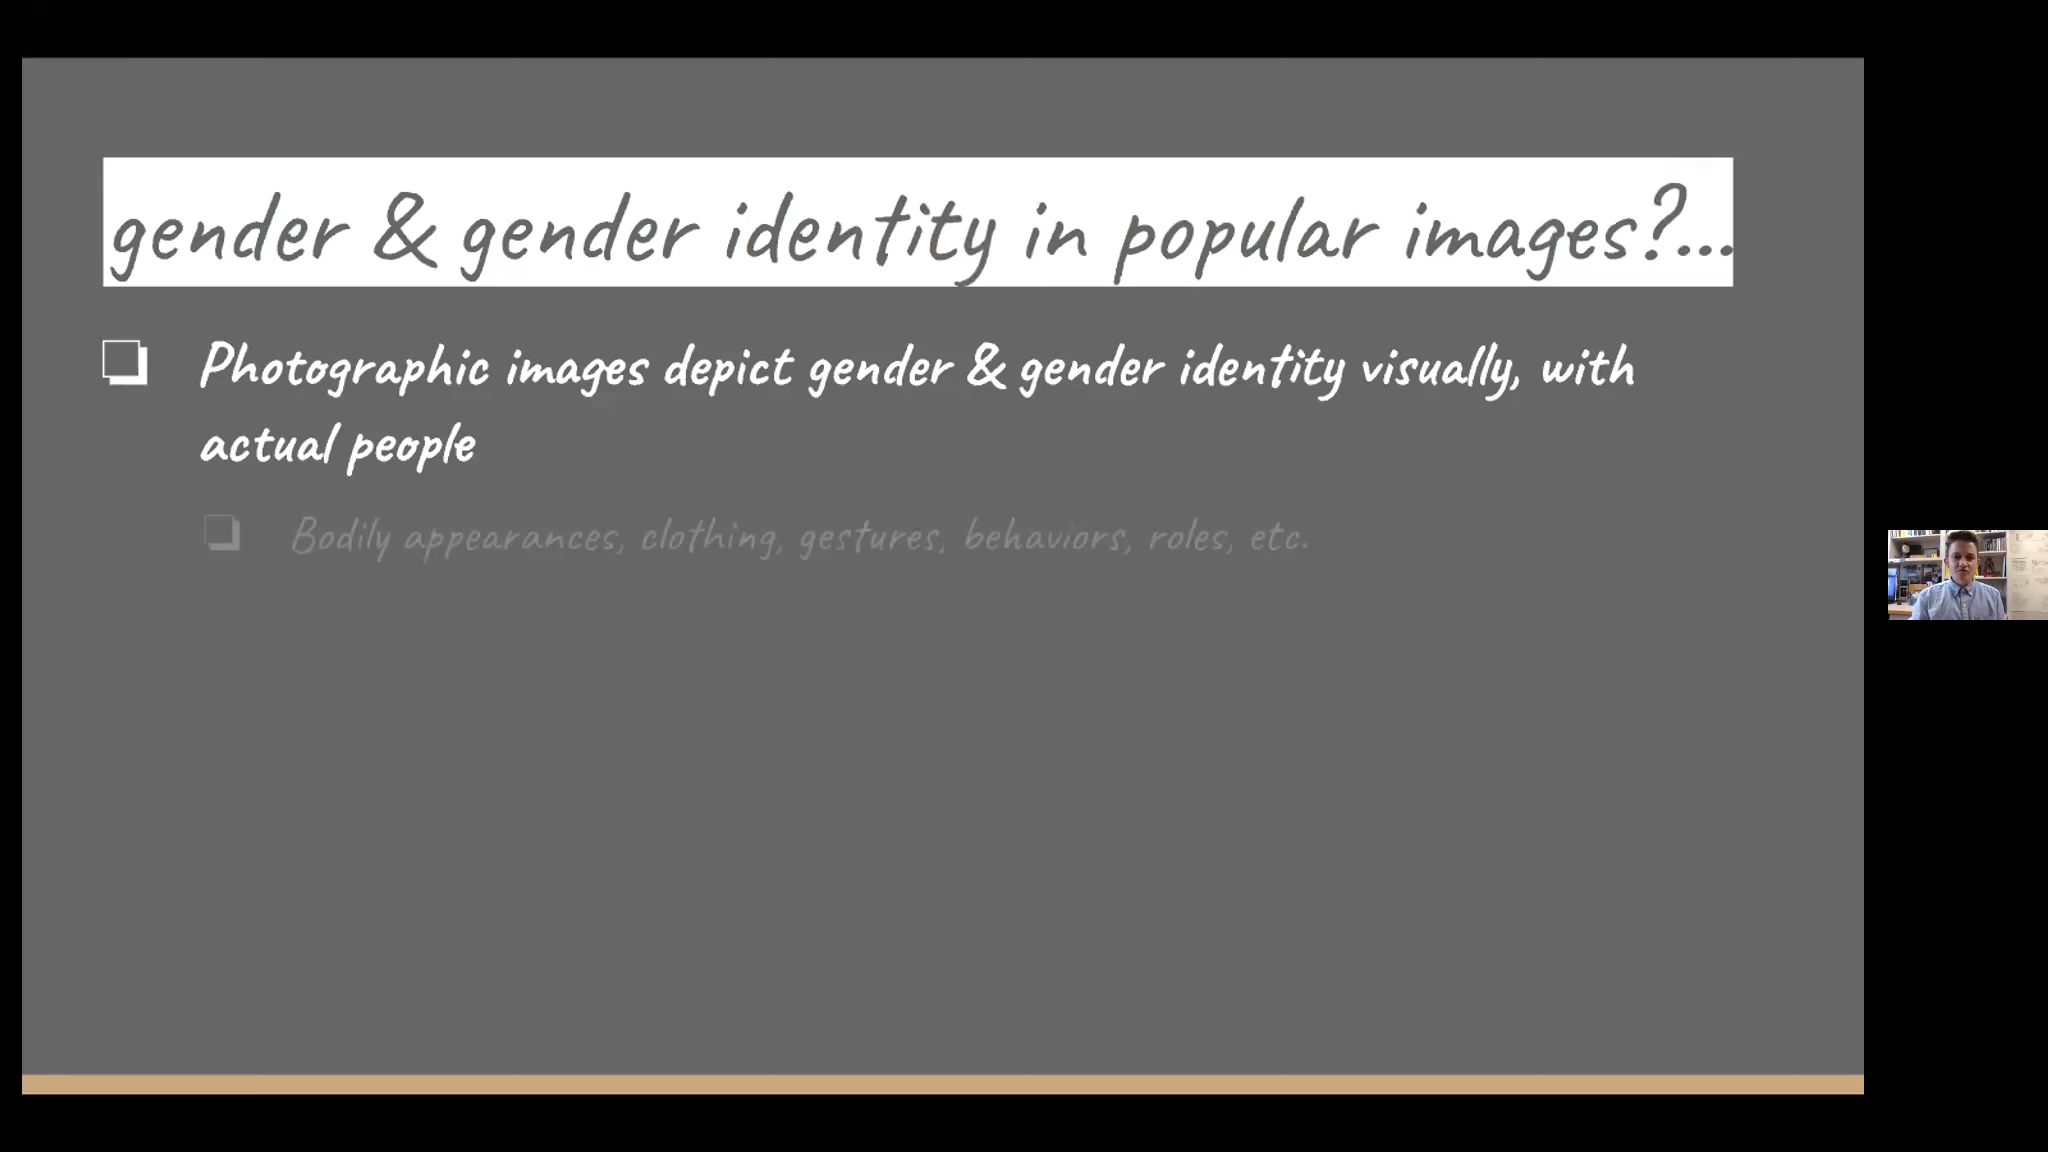 gender & gender identity in popular images?...
Photographic images depict gender & gender identity visually, with
actual people
Bodily appearances, clothing, gestures, behaviors, roles, etc.